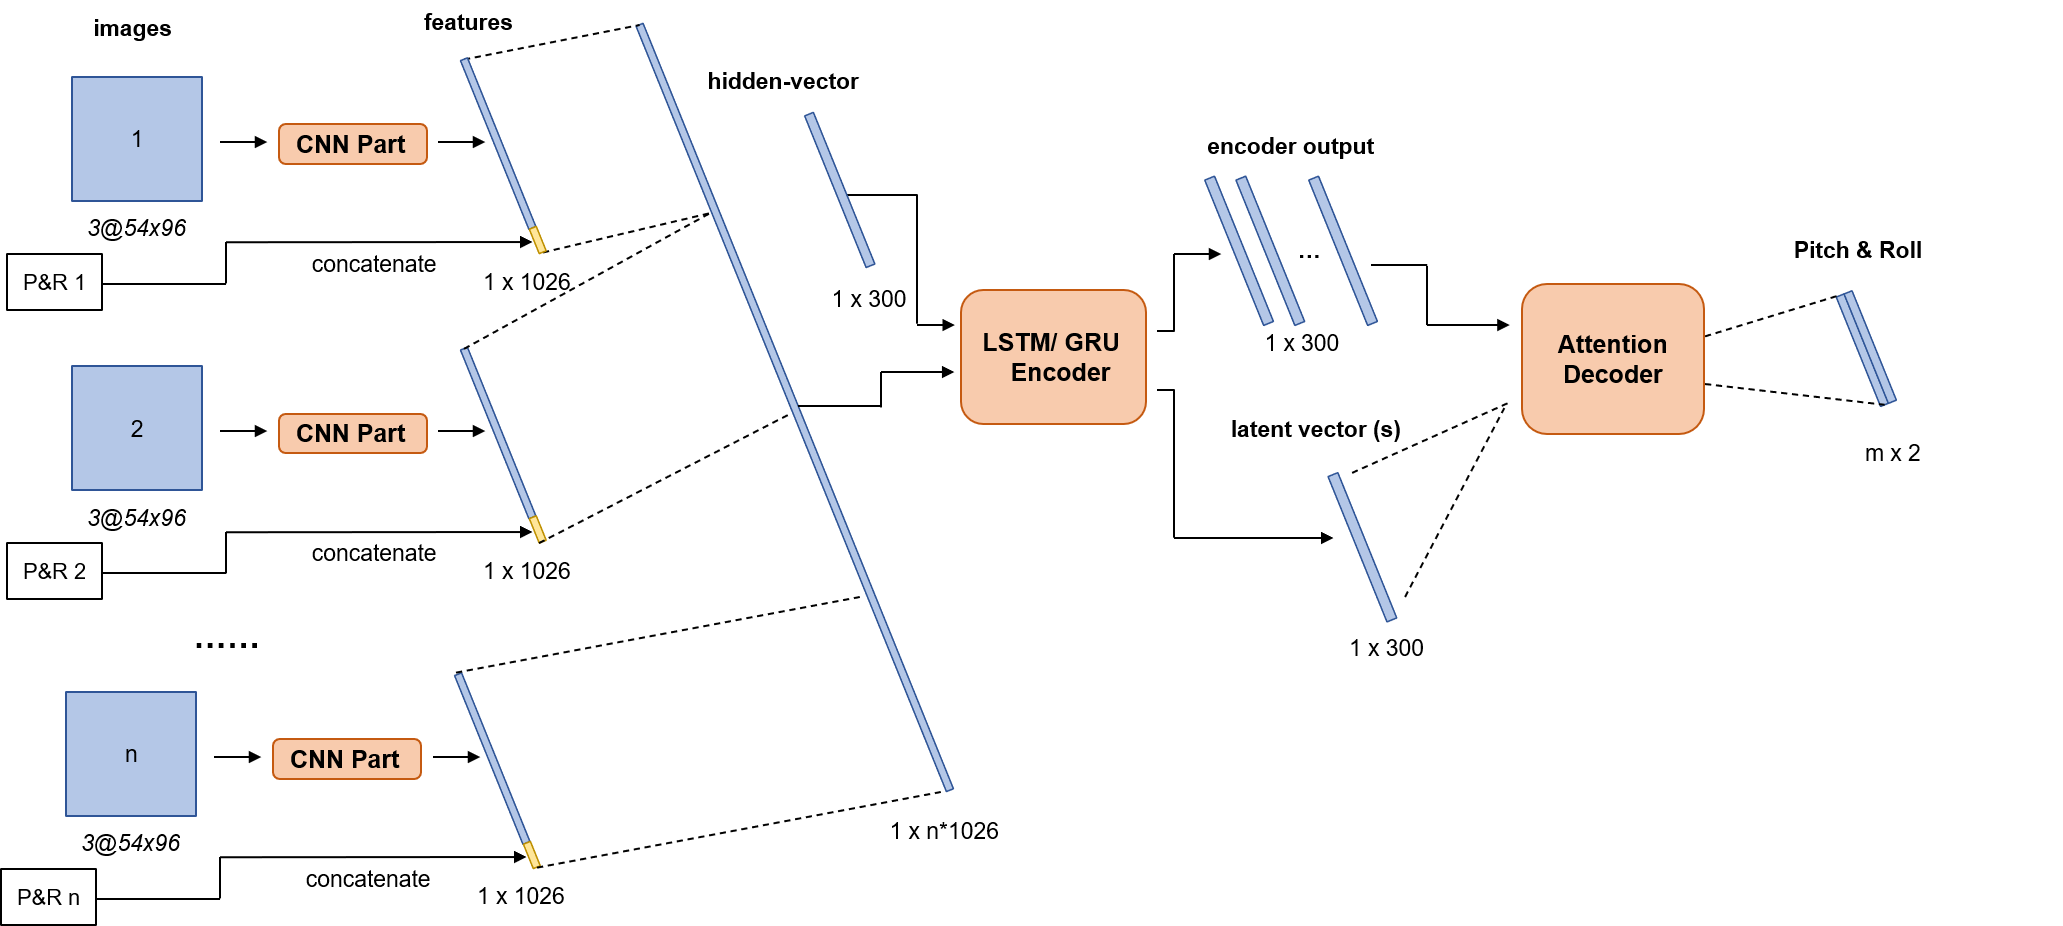 images
features
1
CNN Part
3@54x96
P&R 1
concatenate
1 x 1026
2
CNN Part
3@54x96
P&R 2
concatenate
1 x 1026
......
n
CNN Part
3@54x96
P&R n
concatenate
1 x 1026
1 x n*1026
hidden-vector
1 x 300
LSTM/ GRU
Encoder
encoder output
...
1 x 300
latent vector (s)
1 x 300
Attention
Decoder
Pitch & Roll
m x 2